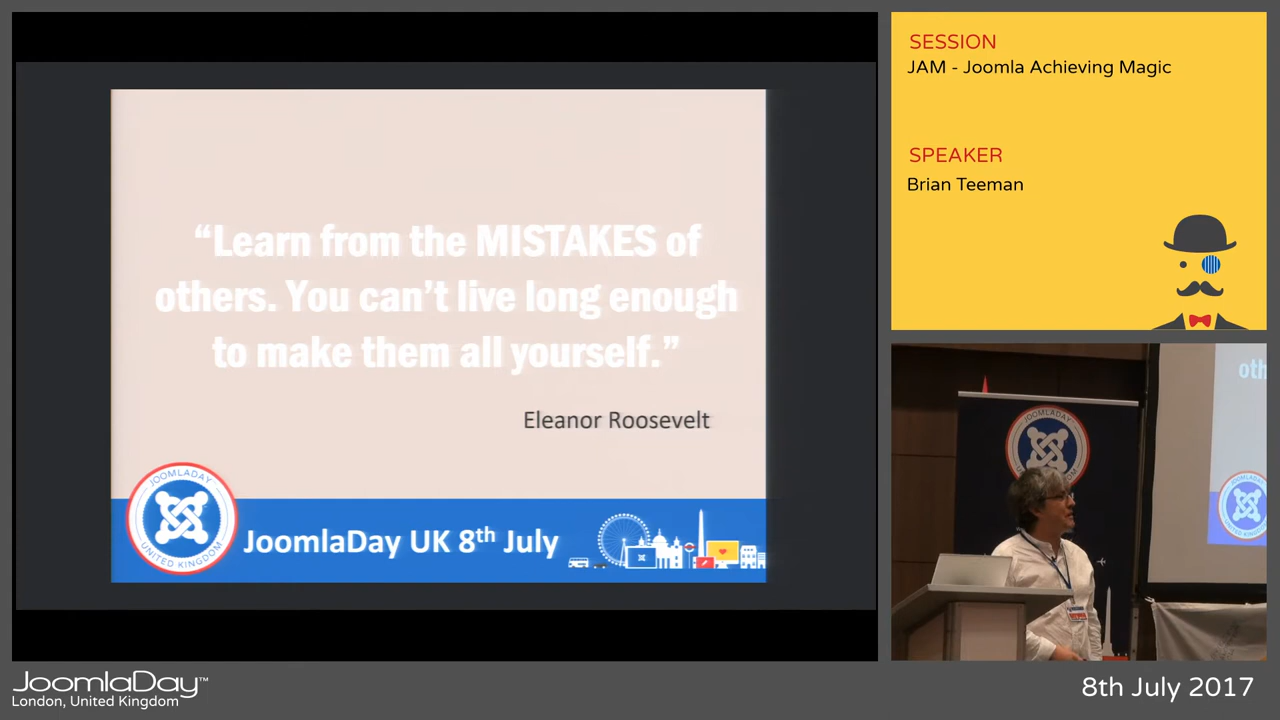 “Learn from the MISTAKES of
others. You can’t live long enough
to make them all yourself.”
Eleanor Roosevelt
JOOMLADAY
UNITED KINGDOM
JoomlaDay UK 8th July
SESSION
JAM - Joomla Achieving Magic
SPEAKER
Brian Teeman
JOOMLADAY
oth
JoomlaDay™
London, United Kingdom
8th July 2017